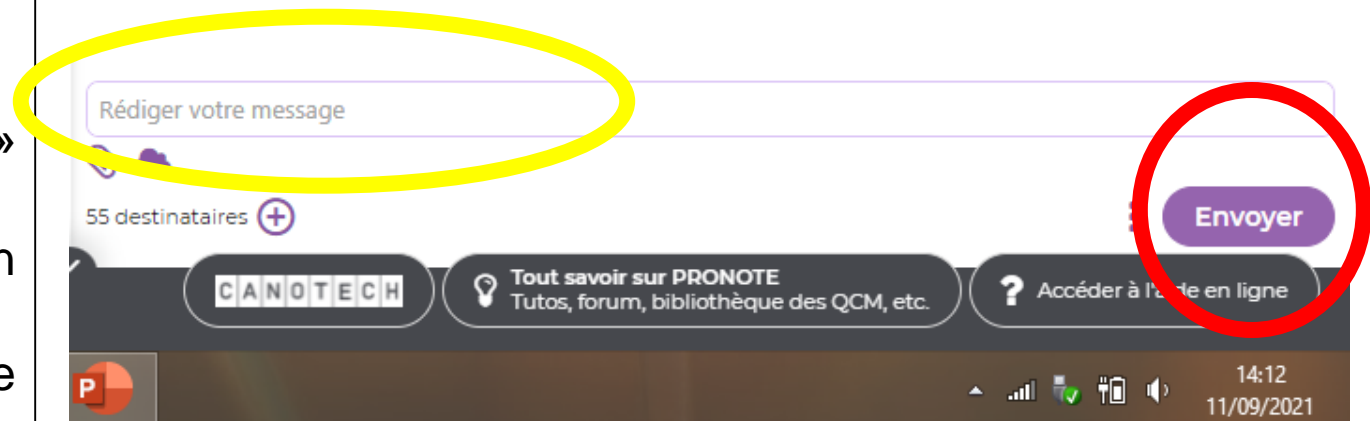 Rédiger votre message
»
55 destinataires
Envoyer
n
CANOTECH
Tout savoir sur PRONOTE
Tutos, forum, bibliothèque des QCM, etc.
? Accéder à l'aide en ligne
e
P
14:12
11/09/2021